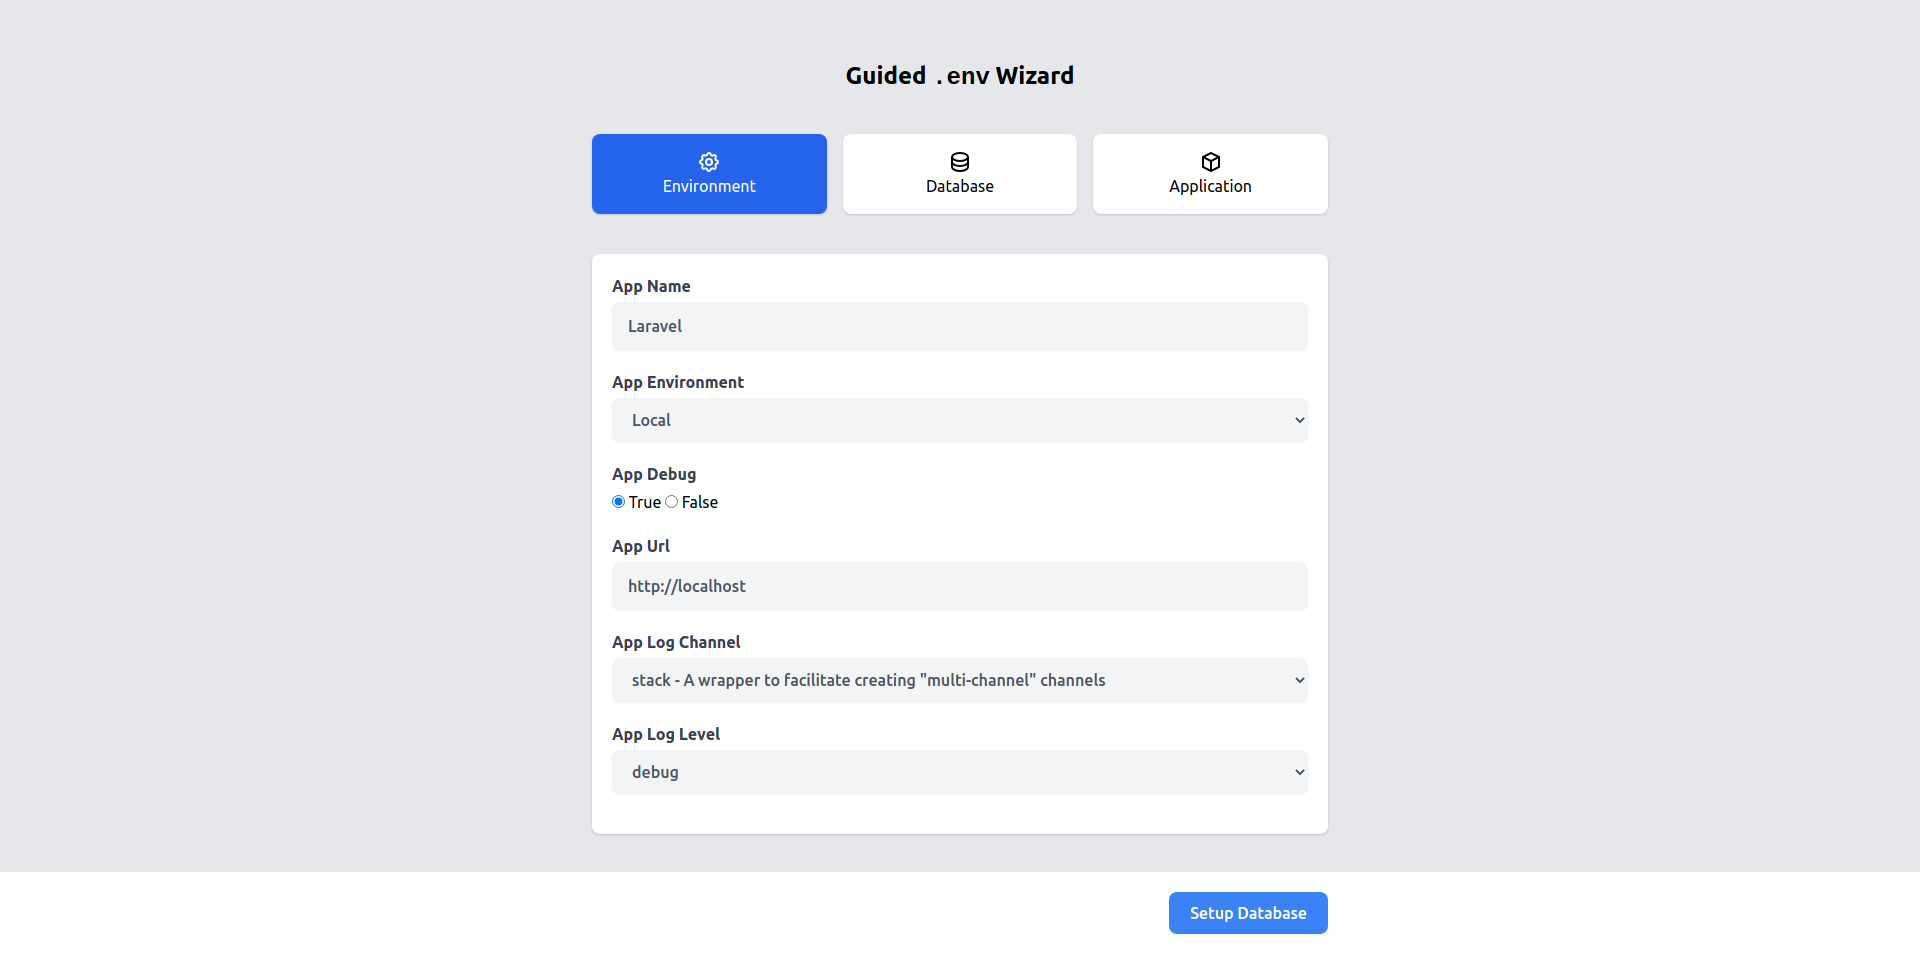 Guided .env Wizard
Environment
Database
Application
App Name
Laravel
App Environment
Local
App Debug
True False
App Url
http://localhost
App Log Channel
stack - A wrapper to facilitate creating "multi-channel" channels
App Log Level
debug
Setup Database